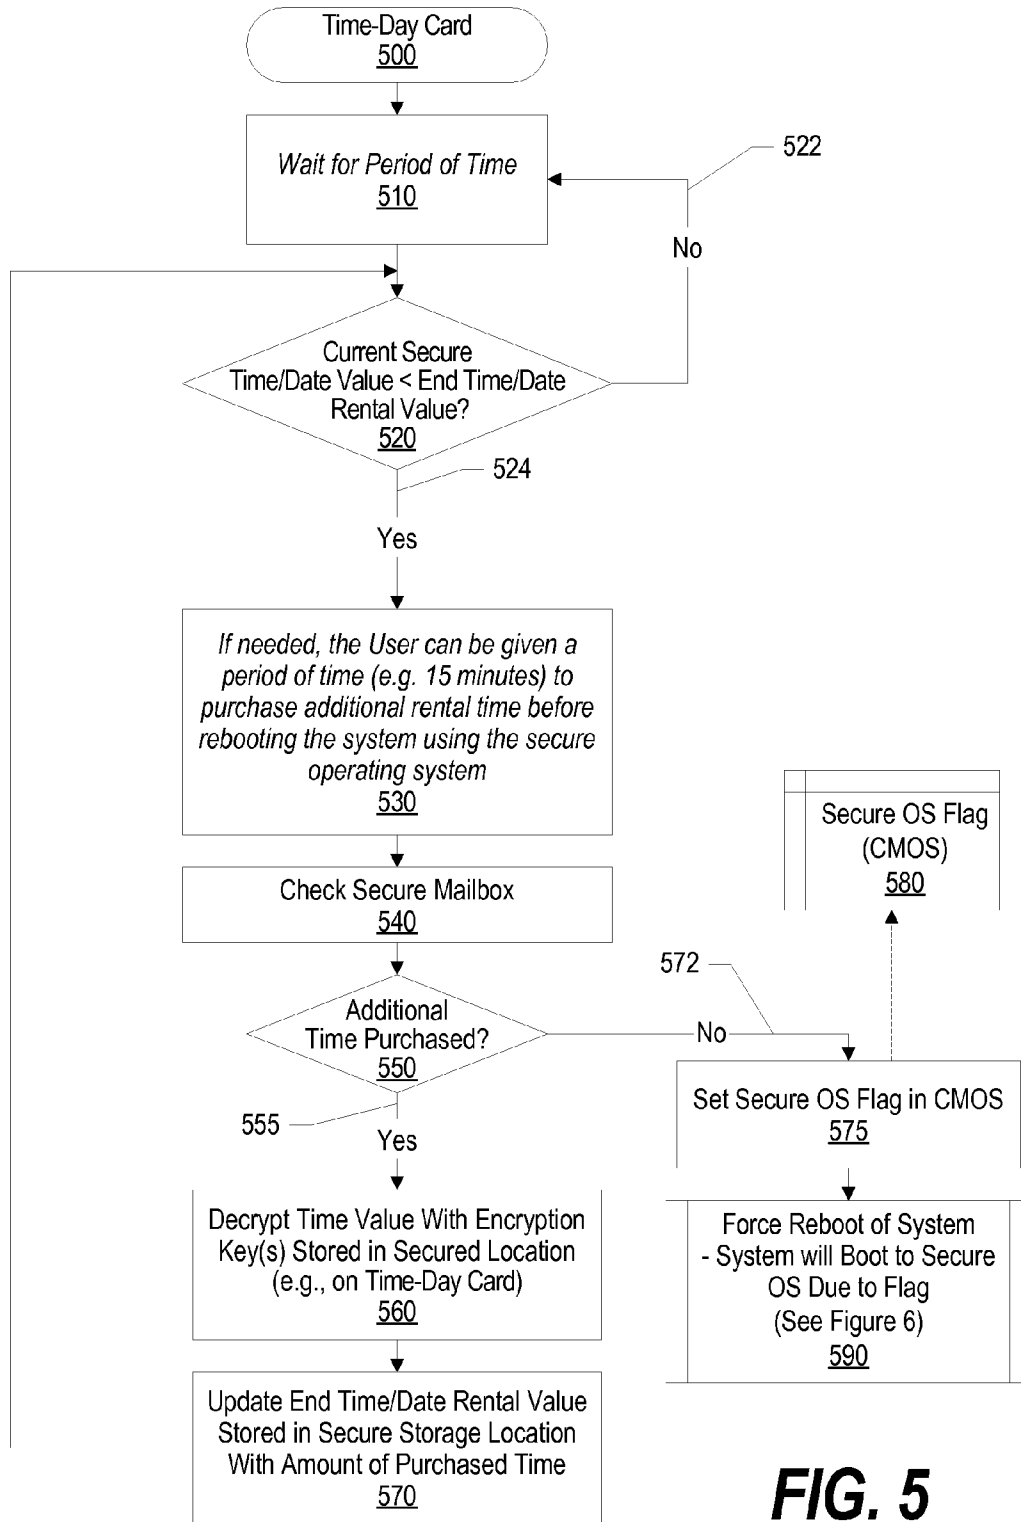 Time-Day Card
500
Wait for Period of Time
510
522
No
Current Secure
Time/Date Value < End Time/Date
Rental Value?
520
524
Yes
If needed, the User can be given a
period of time (e.g. 15 minutes) to
purchase additional rental time before
rebooting the system using the secure
operating system
530
Secure OS Flag
(CMOS)
580
Check Secure Mailbox
540
572
Additional
Time Purchased?
550
No
555
Yes
Set Secure OS Flag in CMOS
575
Decrypt Time Value With Encryption
Key(s) Stored in Secured Location
(e.g., on Time-Day Card)
560
Force Reboot of System
- System will Boot to Secure
OS Due to Flag
(See Figure 6)
590
Update End Time/Date Rental Value
Stored in Secure Storage Location
With Amount of Purchased Time
570
FIG. 5